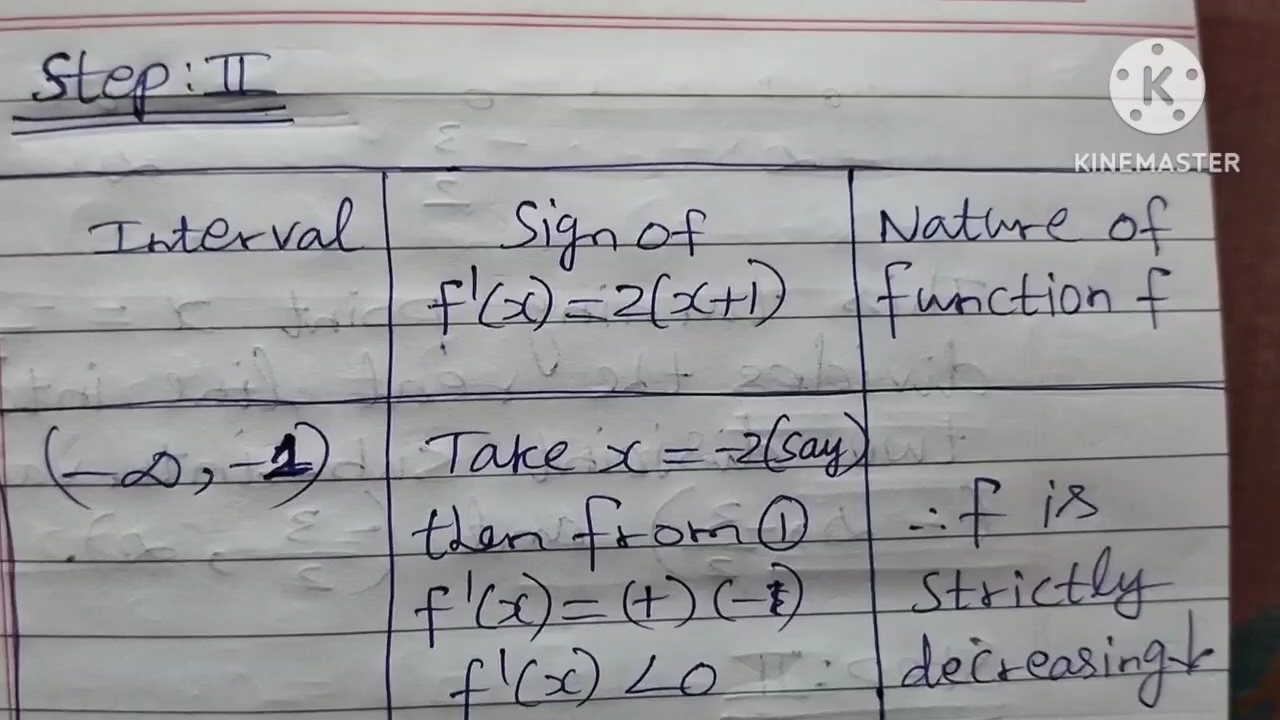 Step: II
K
KINEMASTER
Interval
Sign of
f'(x) = 2(x+1)
Nature of
function f
(-∞, -1)
Take x = -2(say)
then from ①
f'(x) = (+) (-)
f'(x) < 0
∴ f is
strictly
decreasing